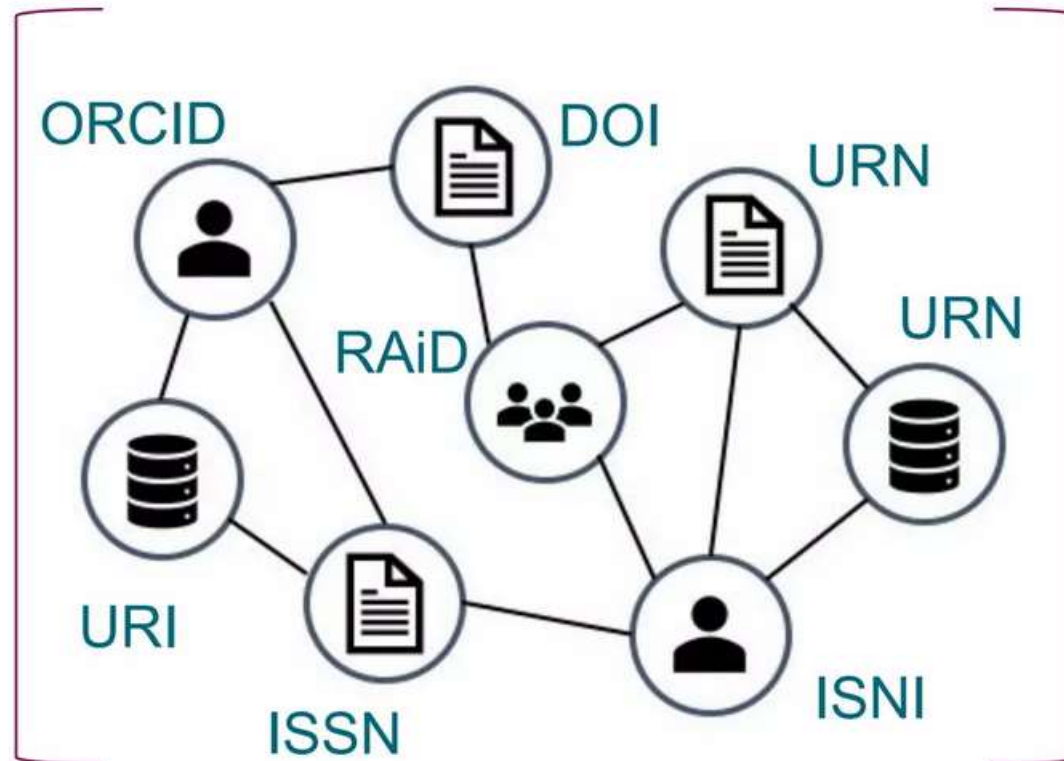 ORCID
DOI
URN
URN
RAiD
URI
ISSN
ISNI